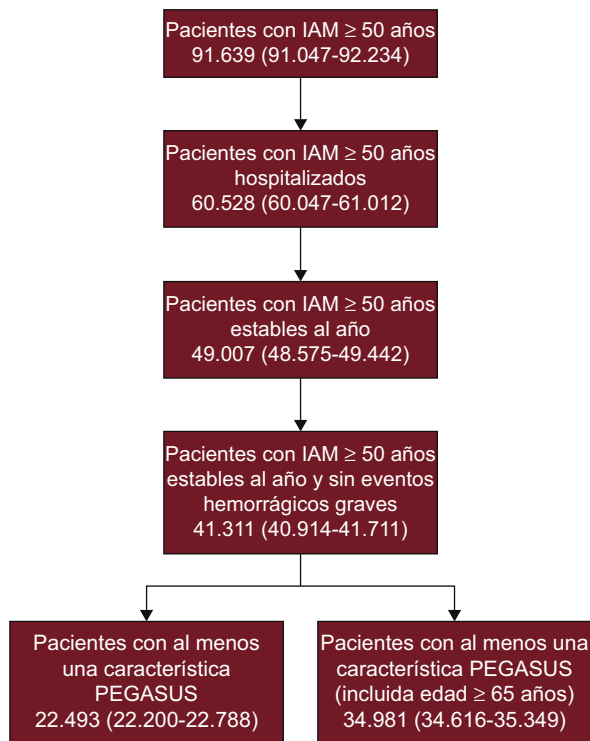 Pacientes con IAM ≥ 50 años
91.639 (91.047-92.234)
Pacientes con IAM ≥ 50 años
hospitalizados
60.528 (60.047-61.012)
Pacientes con IAM ≥ 50 años
estables al año
49.007 (48.575-49.442)
Pacientes con IAM ≥ 50 años
estables al año y sin eventos
hemorrágicos graves
41.311 (40.914-41.711)
Pacientes con al menos
una característica
PEGASUS
22.493 (22.200-22.788)
Pacientes con al menos una
característica PEGASUS
(incluida edad ≥ 65 años)
34.981 (34.616-35.349)